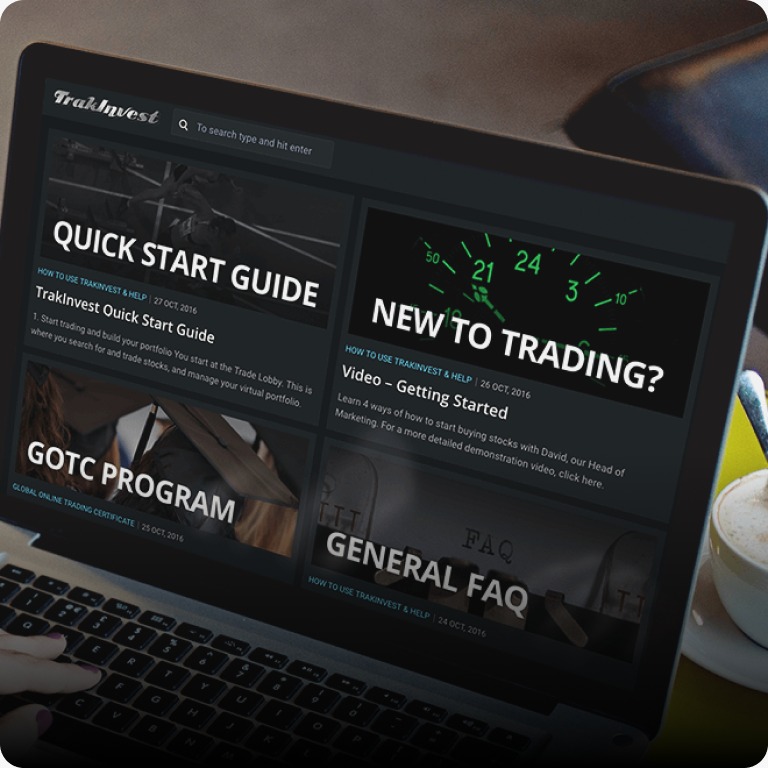 TrakInvest
To search type and hit enter
QUICK START GUIDE
HOW TO USE TRAKINVEST & HELP | 27 OCT, 2016
TrakInvest Quick Start Guide
1. Start trading and build your portfolio You start at the Trade Lobby. This is
where you search for and trade stocks, and manage your virtual portfolio.
NEW TO TRADING?
50
21
24
3
10
HOW TO USE TRAKINVEST & HELP | 26 OCT, 2016
Video – Getting Started
Learn 4 ways of how to start buying stocks with David, our Head of
Marketing. For a more detailed demonstration video, click here.
GOTC PROGRAM
GLOBAL ONLINE TRADING CERTIFICATE | 25 OCT, 2016
GENERAL FAQ
FAQ
HOW TO USE TRAKINVEST & HELP | 24 OCT, 2016